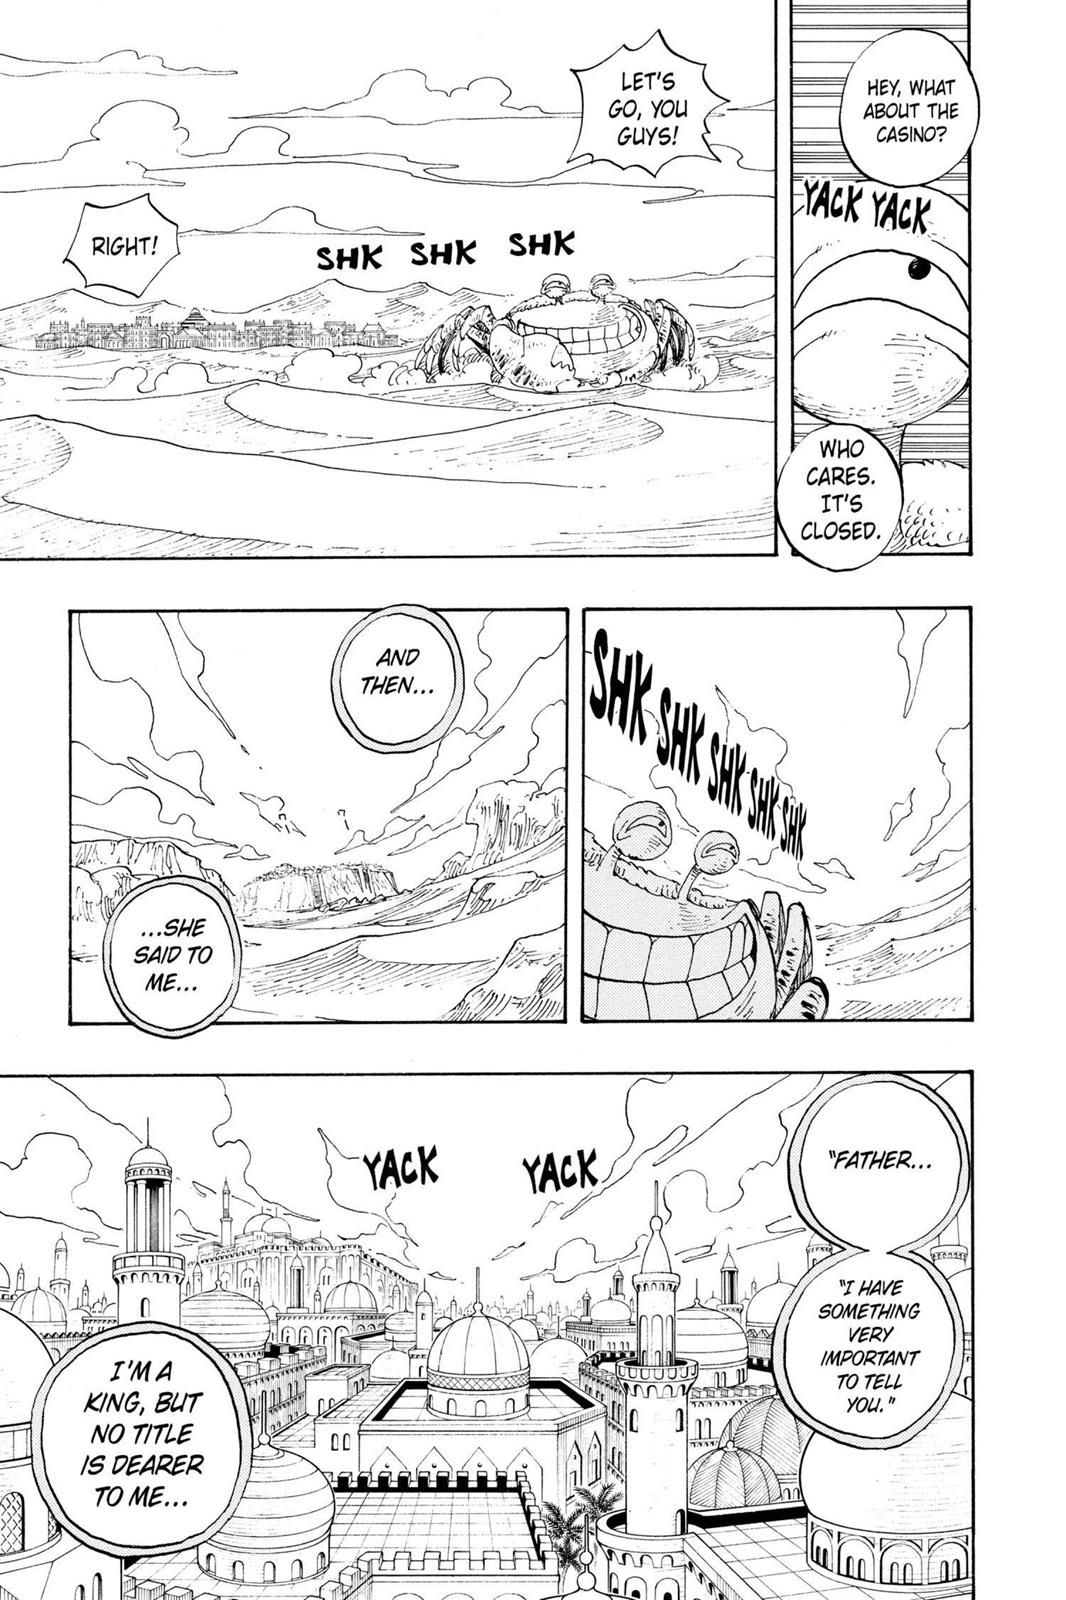 HEY, WHAT
ABOUT THE
CASINO?
YACK YACK
WHO
CARES.
IT'S
CLOSED.
LET'S
GO, YOU
GUYS!
SHK SHK SHK
RIGHT!
SHK SHK SHK SHK SHK
AND
THEN...
...SHE
SAID TO
ME...
"FATHER...
"I HAVE
SOMETHING
VERY
IMPORTANT
TO TELL
YOU."
YACK YACK
I'M A
KING, BUT
NO TITLE
IS DEARER
TO ME...